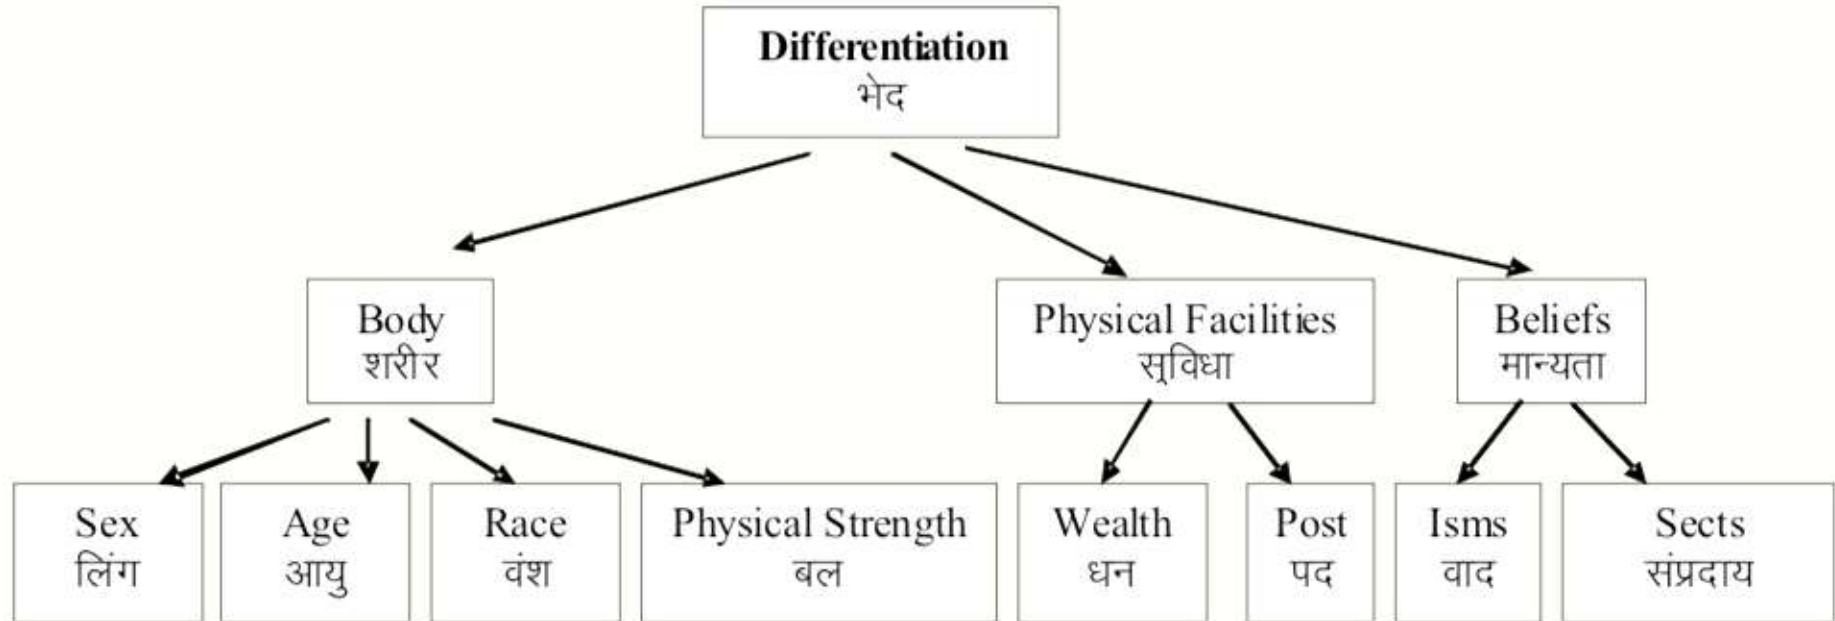 Differentiation
भेद
Body
शरीर
Physical Facilities
सुविधा
Beliefs
मान्यता
Sex
लिंग
Age
आयु
Race
वंश
Physical Strength
बल
Wealth
धन
Post
पद
Isms
वाद
Sects
संप्रदाय